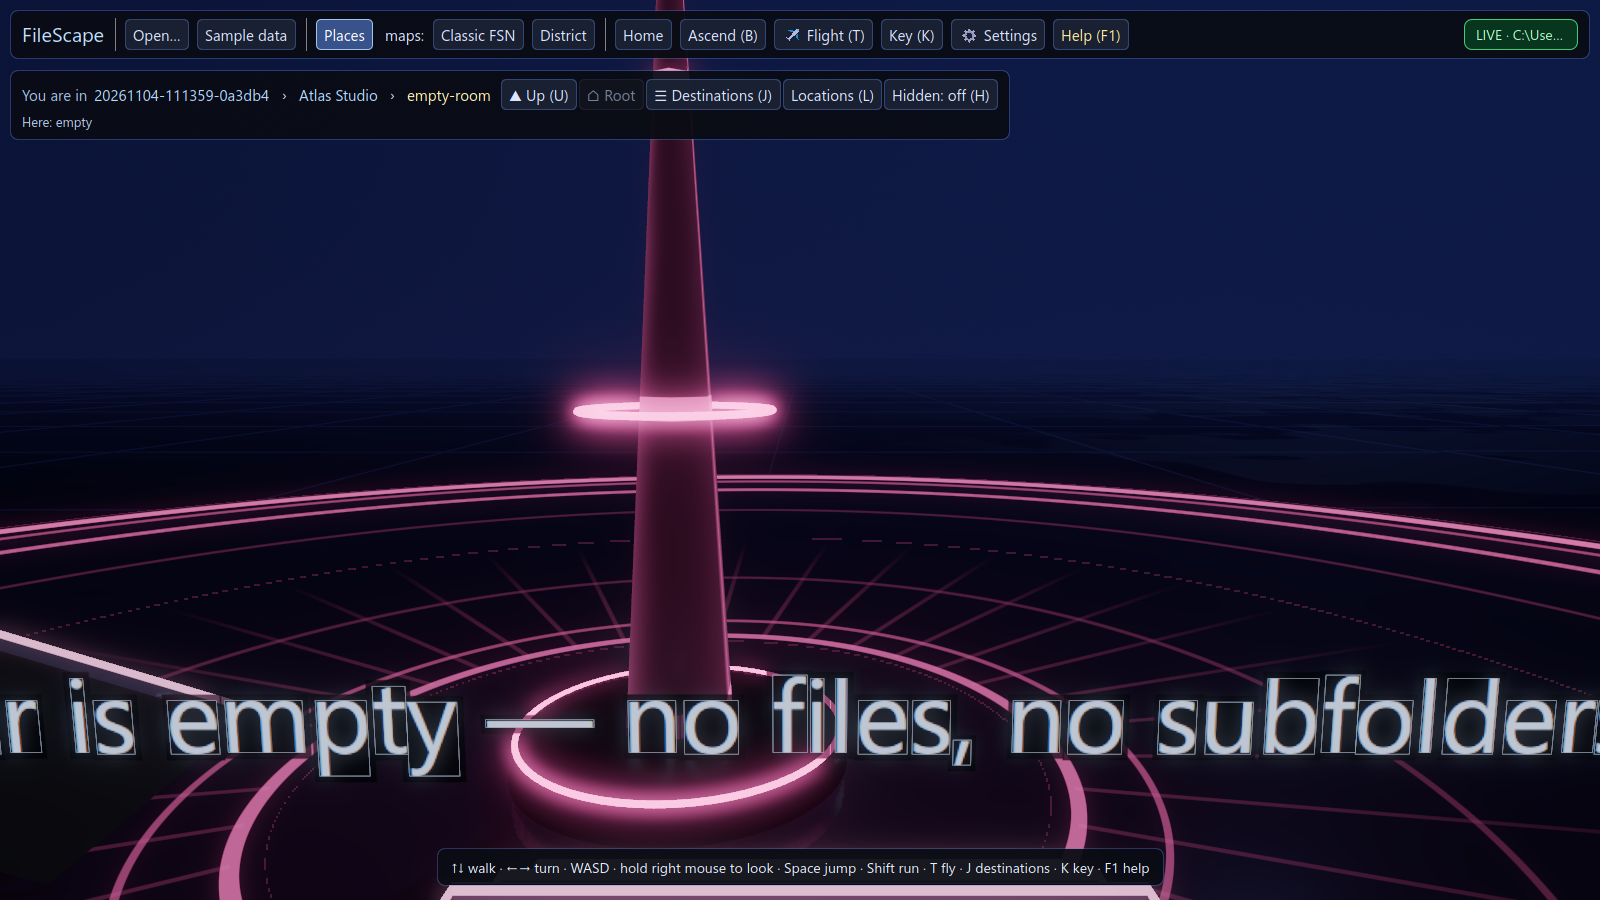 FileScape Open... Sample data Places maps: Classic FSN District Home Ascend (B) Flight (T) Key (K) Settings Help (F1) LIVE · C:\Use...
You are in 20261104-111359-0a3db4 › Atlas Studio › empty-room ▲ Up (U) Root ☰ Destinations (J) Locations (L) Hidden: off (H)
Here: empty
r is empty — no files, no subfolders
↑↓ walk · ←→ turn · WASD · hold right mouse to look · Space jump · Shift run · T fly · J destinations · K key · F1 help